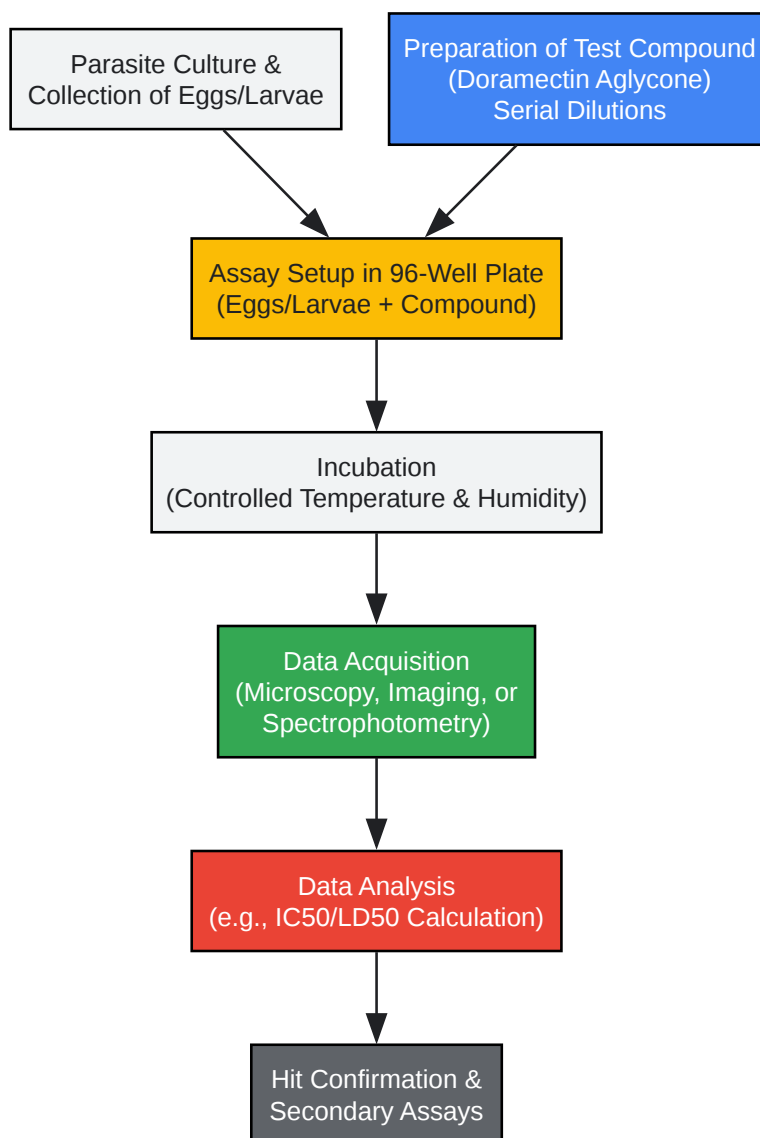 Parasite Culture &
Collection of Eggs/Larvae
Preparation of Test Compound
(Doramectin Aglycone)
Serial Dilutions
Assay Setup in 96-Well Plate
(Eggs/Larvae + Compound)
Incubation
(Controlled Temperature & Humidity)
Data Acquisition
(Microscopy, Imaging, or
Spectrophotometry)
Data Analysis
(e.g., IC50/LD50 Calculation)
Hit Confirmation &
Secondary Assays